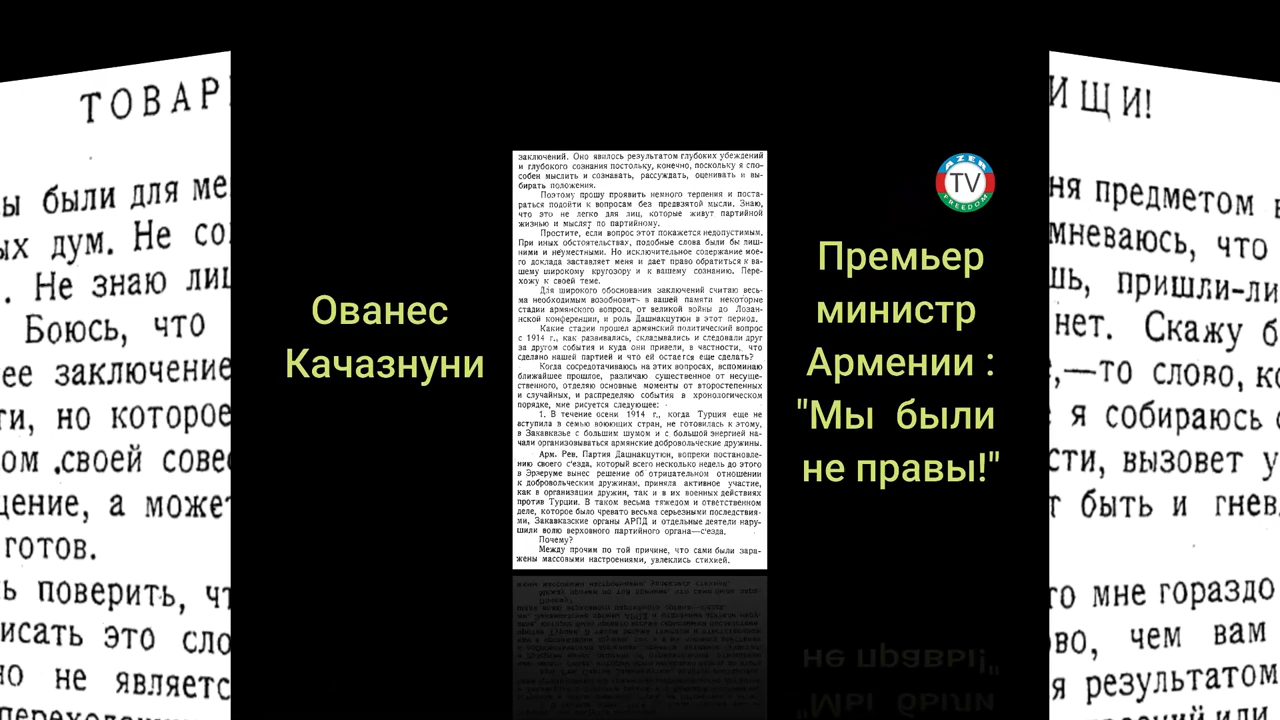 ТОВАР
ы были для ме
ых дум. Не со
. Не знаю ли
Боюсь, что
ее заключение
ти, но которое
ом своей сове
щение, а може
готов.
ь поверить, чт
исать это сло
но не являетс
Ованес
Качазнуни
заключений. Оно явилось результатом глубоких убеждений
и глубокого сознания постольку, конечно, поскольку я спо-
собен мыслить и сознавать, рассуждать, оценивать и вы-
бирать положения.
Поэтому прошу проявить немного терпения и поста-
раться подойти к вопросам без предвзятой мысли. Знаю,
что это не легко для лиц, которые живут партийной
жизнью и мыслят по партийному.
Простите, если вопрос этот покажется недопустимым.
При иных обстоятельствах, подобные слова были бы лиш-
ними и неуместными. Но исключительное содержание мое-
го доклада заставляет меня и дает право обратиться к ва-
шему широкому кругозору и к вашему сознанию. Пере-
хожу к своей теме.
Для широкого обоснования заключений считаю весь-
ма необходимым возобновить в вашей памяти некоторые
стадии армянского вопроса, от великой войны до Лозан-
нской конференции, и роль Дашнакцутюн в этот период.
Какие стадии прошел армянский политический вопрос
с 1914 г., как развивались, складывались и следовали друг
за другом события и куда они привели, в частности, что
сделано нашей партией и что ей остается еще сделать?
Когда сосредотачиваюсь на этих вопросах, вспоминаю
ближайшее прошлое, различаю существенное от несуще-
ственного, отделяю основные моменты от второстепенных
и случайных, и распределяю события в хронологическом
порядке, мне рисуется следующее:
1. В течение осени 1914 г., когда Турция еще не
вступила в семью воюющих стран, не готовилась к этому,
в Закавказье с большим шумом и с большой энергией на-
чали организовываться армянские добровольческие дружины.
Арм. Рев. Партия Дашнакцутюн, вопреки постановле-
нию своего с'езда, который всего несколько недель до этого
в Эрзеруме вынес решение об отрицательном отношении
к добровольческим дружинам, приняла активное участие,
как в организации дружин, так и в их военных действиях
против Турции. В таком весьма тяжелом и ответственном
деле, которое было чревато весьма серьезными последствия-
ми, Закавказские органы АРПД и отдельные деятели нару-
шили волю верховного партийного органа—с'езда.
Почему?
Между прочим по той причине, что сами были зара-
жены массовыми настроениями, увлеклись стихией.
AZER
TV
FREEDOM
Премьер
министр
Армении :
"Мы были
не правы!"
ИЩИ!
ня предметом
мневаюсь, что
шь, пришли-ли
нет. Скажу б
,—то слово, ко
я собираюсь
сти, вызовет у
т быть и гнев
то мне гораздо
во, чем вам
я результатом